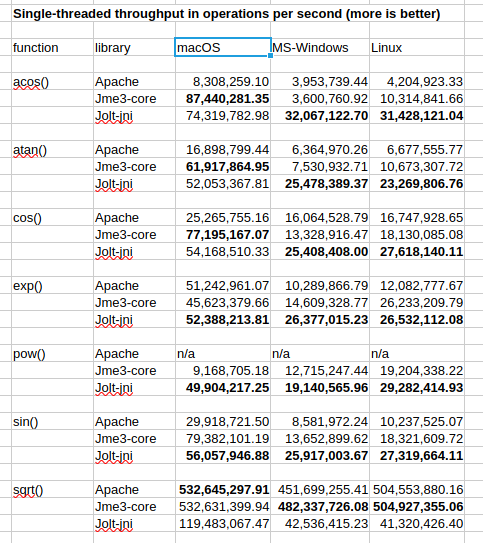 Single-threaded throughput in operations per second (more is better)
function library macOS MS-Windows Linux
acos() Apache 8,308,259.10 3,953,739.44 4,204,923.33
Jme3-core 87,440,281.35 3,600,760.92 10,314,841.66
Jolt-jni 74,319,782.98 32,067,122.70 31,428,121.04
atan() Apache 16,898,799.44 6,364,970.26 6,677,555.77
Jme3-core 61,917,864.95 7,530,932.71 10,673,307.72
Jolt-jni 52,053,367.81 25,478,389.37 23,269,806.76
cos() Apache 25,265,755.16 16,064,528.79 16,747,928.65
Jme3-core 77,195,167.07 13,328,916.47 18,130,085.08
Jolt-jni 54,168,510.33 25,408,408.00 27,618,140.11
exp() Apache 51,242,961.07 10,289,866.79 12,082,777.67
Jme3-core 45,623,379.66 14,609,328.77 26,233,209.79
Jolt-jni 52,388,213.81 26,377,015.23 26,532,112.08
pow() Apache n/a n/a n/a
Jme3-core 9,168,705.18 12,715,247.44 19,204,338.22
Jolt-jni 49,904,217.25 19,140,565.96 29,282,414.93
sin() Apache 29,918,721.50 8,581,972.24 10,237,525.07
Jme3-core 79,382,101.19 13,652,899.62 18,321,609.72
Jolt-jni 56,057,946.88 25,917,003.67 27,319,664.11
sqrt() Apache 532,645,297.91 451,699,255.41 504,553,880.16
Jme3-core 532,631,399.94 482,337,726.08 504,927,355.06
Jolt-jni 119,483,067.47 42,536,415.23 41,320,426.40